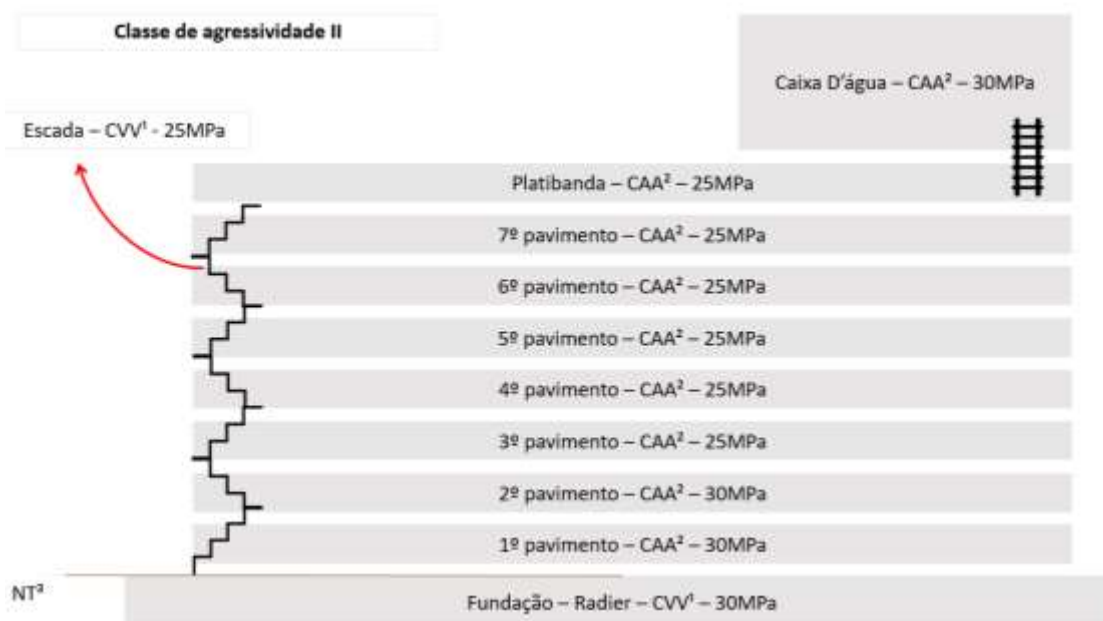 Classe de agressividade II
Caixa D'água – CAA² – 30MPa
Escada – CVV¹ - 25MPa
Platibanda – CAA² – 25MPa
7º pavimento – CAA² – 25MPa
6º pavimento – CAA² – 25MPa
5º pavimento – CAA² – 25MPa
4º pavimento – CAA² – 25MPa
3º pavimento – CAA² – 25MPa
2º pavimento – CAA² – 30MPa
1º pavimento – CAA² – 30MPa
NT³
Fundação – Radier – CVV¹ – 30MPa